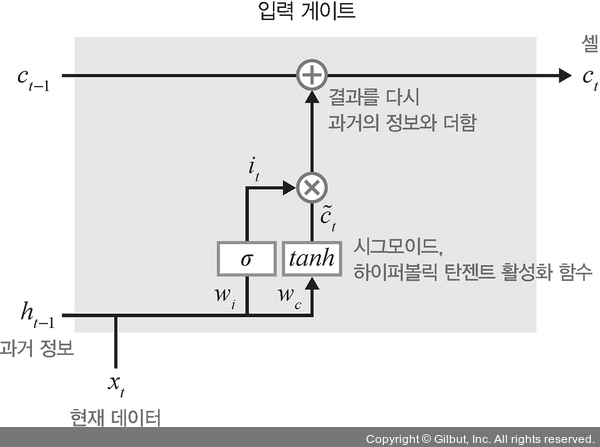 입력 게이트
셀
c_{t-1}
c_t
결과를 다시
과거의 정보와 더함
i_t
c̃_t
σ
tanh
시그모이드,
하이퍼볼릭 탄젠트 활성화 함수
w_i
w_c
h_{t-1}
과거 정보
x_t
현재 데이터
Copyright © Gilbut, Inc. All rights reserved.